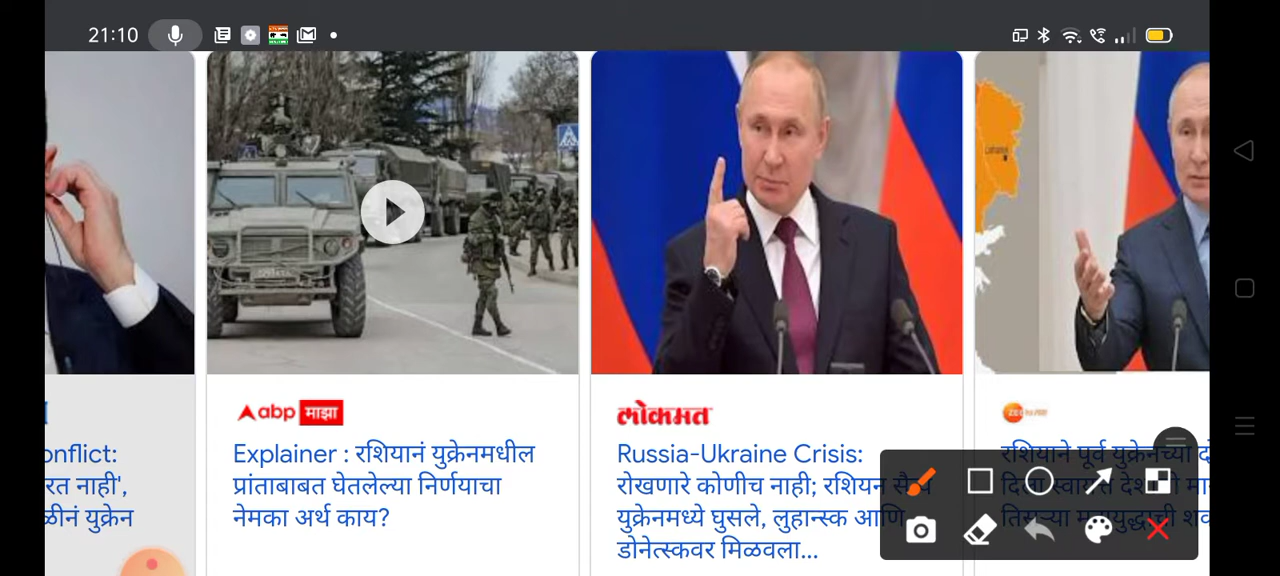 21:10
Luhansk
abp माझा
लोकमत
onflict:
रत नाही',
Explainer : रशियानं युक्रेनमधील
प्रांताबाबत घेतलेल्या निर्णयाचा
नेमका अर्थ काय?
Russia-Ukraine Crisis:
रोखणारे कोणीच नाही; रशियन सैन्य
युक्रेनमध्ये घुसले, लुहान्स्क आणि
डोनेत्स्कवर मिळवला...
रशियाने पूर्व युक्रेनच्या